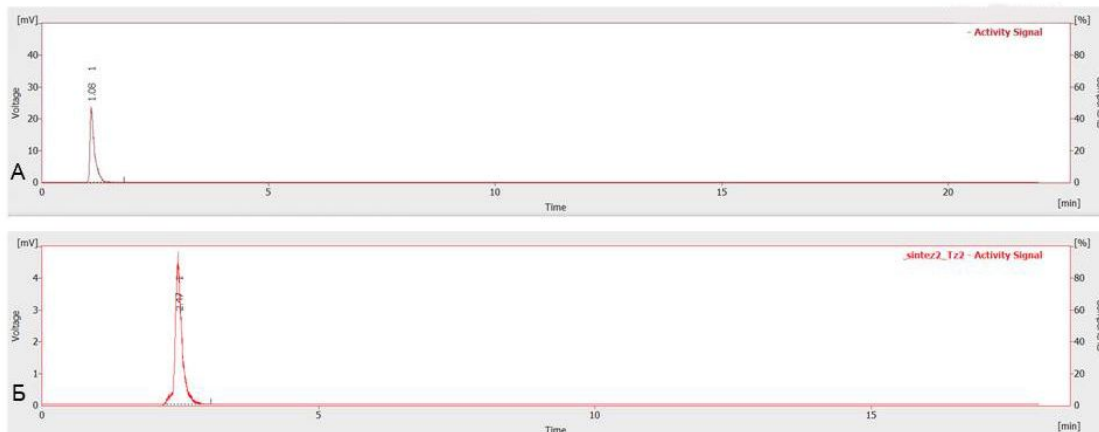 [mV]
[%]
- Activity Signal
Voltage
40
30
20
10
0
80
60
40
20
0
1.08 1
А
0 5 10 15 20
Time
[min]
[mV]
[%]
_sintez2_Tz2 - Activity Signal
Voltage
4
3
2
1
0
80
60
40
20
0
2.47 1
Б
0 5 10 15
Time
[min]